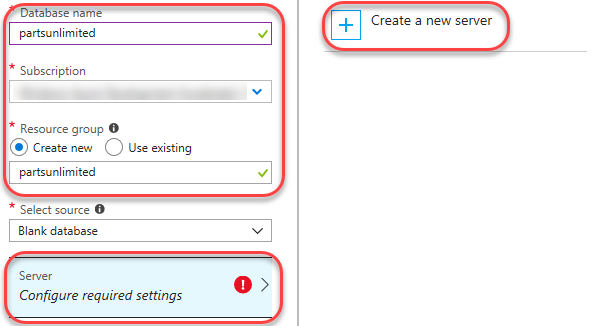 * Database name
partsunlimited
* Subscription
* Resource group
Create new
Use existing
partsunlimited
* Select source
Blank database
Server
Configure required settings
Create a new server